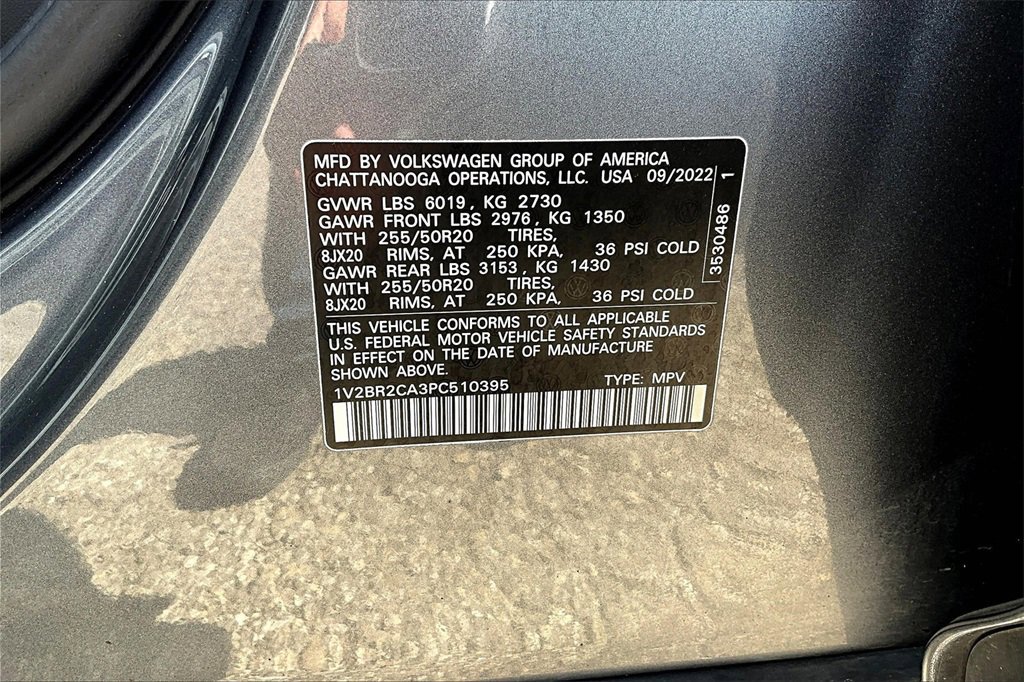 MFD BY VOLKSWAGEN GROUP OF AMERICA
CHATTANOOGA OPERATIONS, LLC. USA 09/2022
GVWR LBS 6019, KG 2730
GAWR FRONT LBS 2976, KG 1350
WITH 255/50R20 TIRES,
8JX20 RIMS, AT 250 KPA, 36 PSI COLD
GAWR REAR LBS 3153, KG 1430
WITH 255/50R20 TIRES,
8JX20 RIMS, AT 250 KPA, 36 PSI COLD
THIS VEHICLE CONFORMS TO ALL APPLICABLE
U.S. FEDERAL MOTOR VEHICLE SAFETY STANDARDS
IN EFFECT ON THE DATE OF MANUFACTURE
SHOWN ABOVE.
1V2BR2CA3PC510395 TYPE: MPV
3530486 1